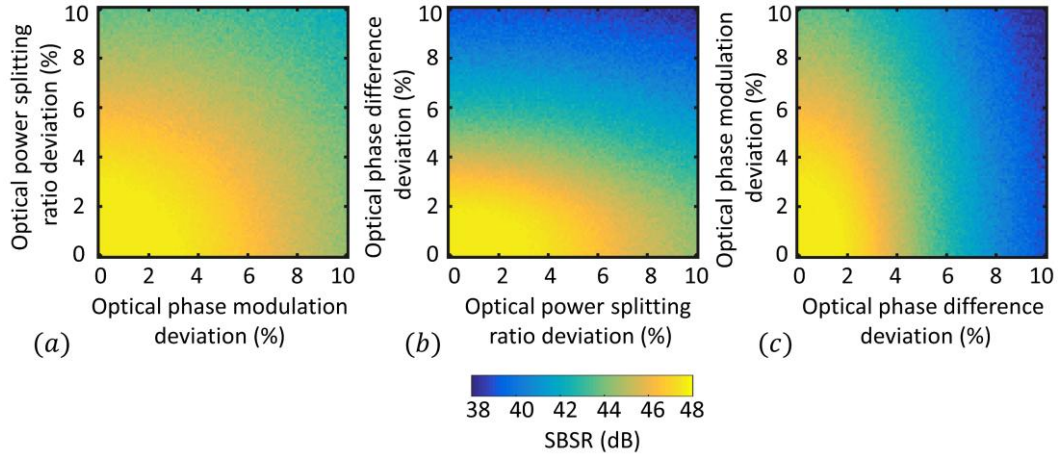 Optical power splitting
ratio deviation (%)
10
8
6
4
2
0
0 2 4 6 8 10
Optical phase modulation
deviation (%)
(a)
Optical phase difference
deviation (%)
10
8
6
4
2
0
0 2 4 6 8 10
Optical power splitting
ratio deviation (%)
(b)
Optical phase modulation
deviation (%)
10
8
6
4
2
0
0 2 4 6 8 10
Optical phase difference
deviation (%)
(c)
38 40 42 44 46 48
SBSR (dB)